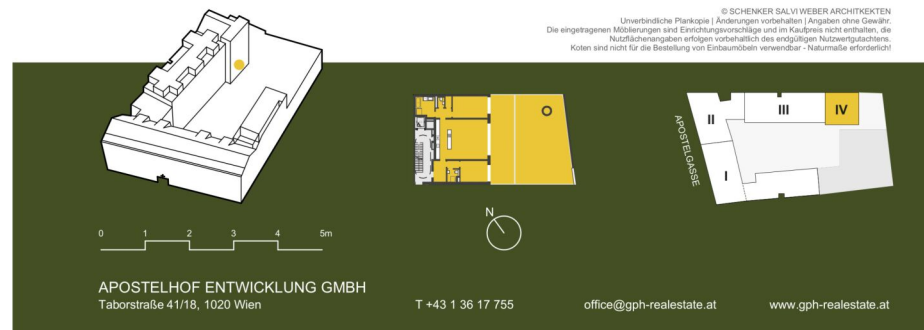 © SCHENKER SALVI WEBER ARCHITKEKTEN
Unverbindliche Plankopie | Änderungen vorbehalten | Angaben ohne Gewähr.
Die eingetragenen Möblierungen sind Einrichtungsvorschläge und im Kaufpreis nicht enthalten, die
Nutzflächenangaben erfolgen vorbehaltlich des endgültigen Nutzwertgutachtens.
Koten sind nicht für die Bestellung von Einbaumöbeln verwendbar - Naturmaße erforderlich!
APOSTELGASSE
II
III
IV
I
N
0 1 2 3 4 5m
APOSTELHOF ENTWICKLUNG GMBH
Taborstraße 41/18, 1020 Wien
T +43 1 36 17 755
office@gph-realestate.at
www.gph-realestate.at